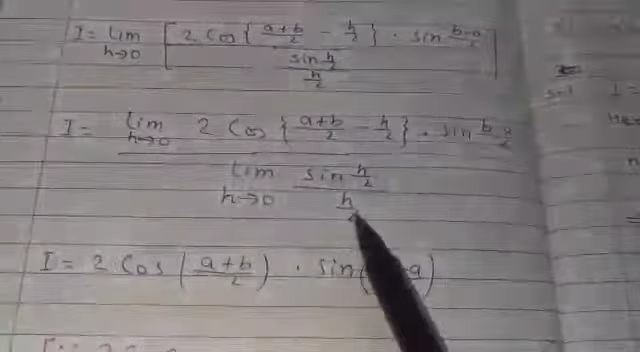 I = lim h→0 [ 2 cos{ a+b/2 - h/2 } · sin b-a/2 / sin h/2 / h/2 ]
I = lim h→0 2 cos{ a+b/2 - h/2 } · sin b-a/2
lim h→0 sin h/2 / h/2
I = 2 cos( a+b/2 ) · sin( a)
I =